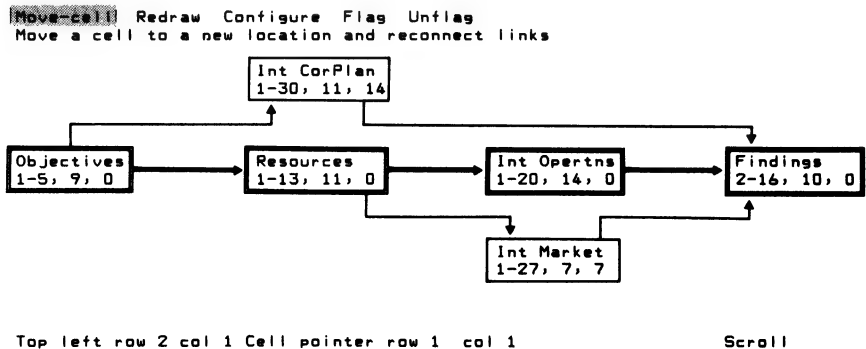 Move-cell Redraw Configure Flag Unflag
Move a cell to a new location and reconnect links
Int CorPlan
1-30, 11, 14
Objectives
1-5, 9, 0
Resources
1-13, 11, 0
Int Opertns
1-20, 14, 0
Findings
2-16, 10, 0
Int Market
1-27, 7, 7
Top left row 2 col 1 Cell pointer row 1 col 1 Scroll